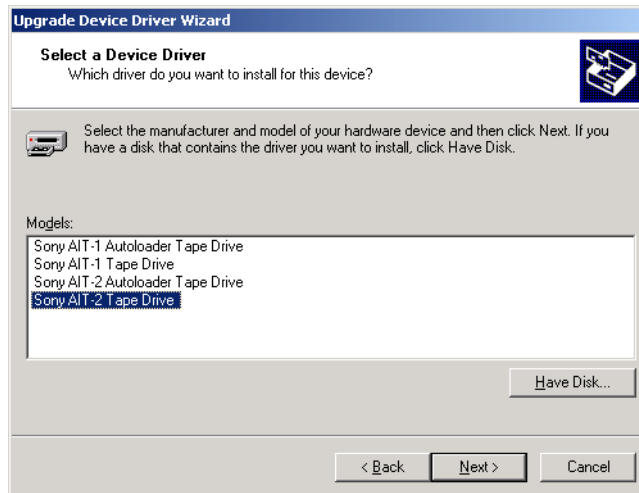 Upgrade Device Driver Wizard
Select a Device Driver
Which driver do you want to install for this device?
Select the manufacturer and model of your hardware device and then click Next. If you
have a disk that contains the driver you want to install, click Have Disk.
Models:
Sony AIT-1 Autoloader Tape Drive
Sony AIT-1 Tape Drive
Sony AIT-2 Autoloader Tape Drive
Sony AIT-2 Tape Drive
Have Disk...
< Back
Next >
Cancel